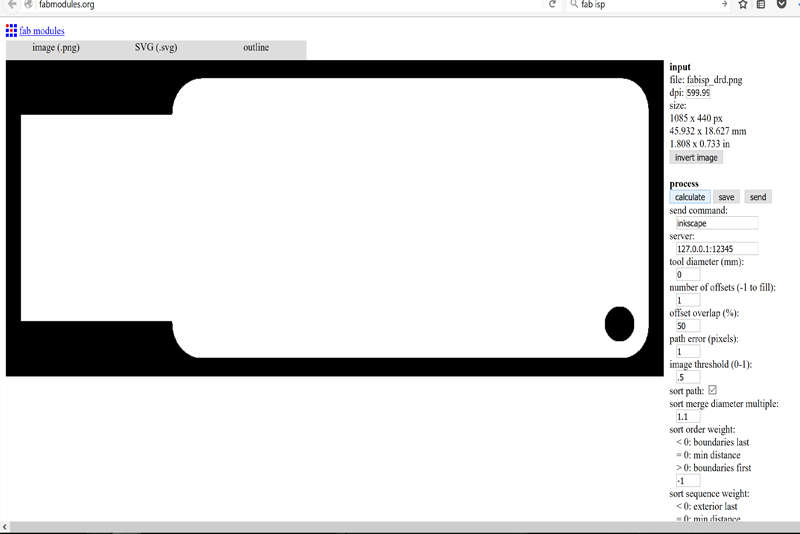 fabmodules.org
fab isp
fab modules
image (.png) SVG (.svg) outline
input
file: fabisp_drd.png
dpi: 599.99
size:
1085 x 440 px
45.932 x 18.627 mm
1.808 x 0.733 in
invert image
process
calculate save send
send command:
inkscape
server:
127.0.0.1:12345
tool diameter (mm):
0
number of offsets (-1 to fill):
1
offset overlap (%):
50
path error (pixels):
1
image threshold (0-1):
.5
sort path:
sort merge diameter multiple:
1.1
sort order weight:
< 0: boundaries last
= 0: min distance
> 0: boundaries first
-1
sort sequence weight:
< 0: exterior last
= 0: min distance